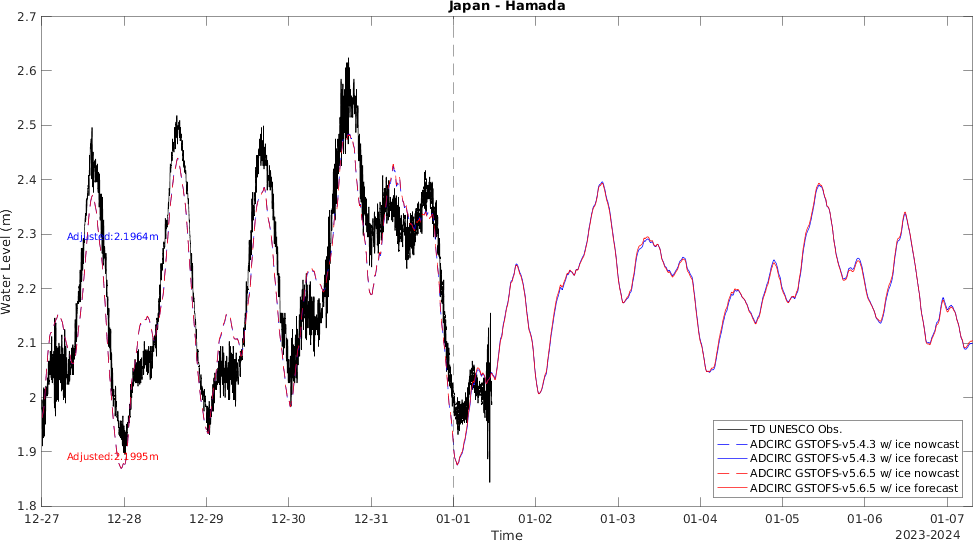 Japan - Hamada
2.7
2.6
2.5
2.4
2.3
2.2
2.1
2
1.9
1.8
Water Level (m)
Adjusted:2.1964m
Adjusted:2.1995m
TD UNESCO Obs.
ADCIRC GSTOFS-v5.4.3 w/ ice nowcast
ADCIRC GSTOFS-v5.4.3 w/ ice forecast
ADCIRC GSTOFS-v5.6.5 w/ ice nowcast
ADCIRC GSTOFS-v5.6.5 w/ ice forecast
12-27 12-28 12-29 12-30 12-31 01-01 01-02 01-03 01-04 01-05 01-06 01-07
Time
2023-2024